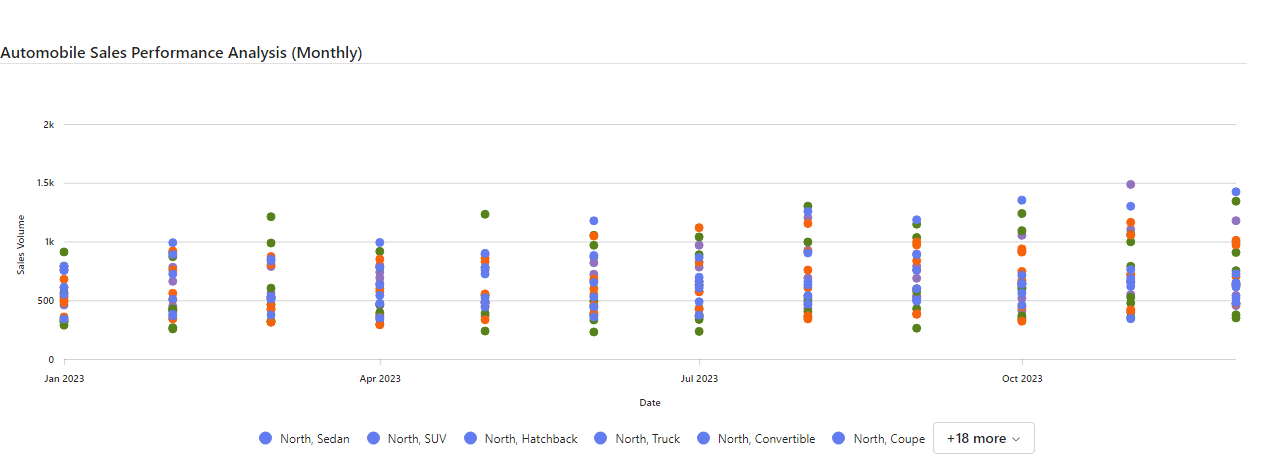 Automobile Sales Performance Analysis (Monthly)
2k
1.5k
1k
500
0
Sales Volume
Jan 2023 Apr 2023 Jul 2023 Oct 2023
Date
North, Sedan North, SUV North, Hatchback North, Truck North, Convertible North, Coupe +18 more